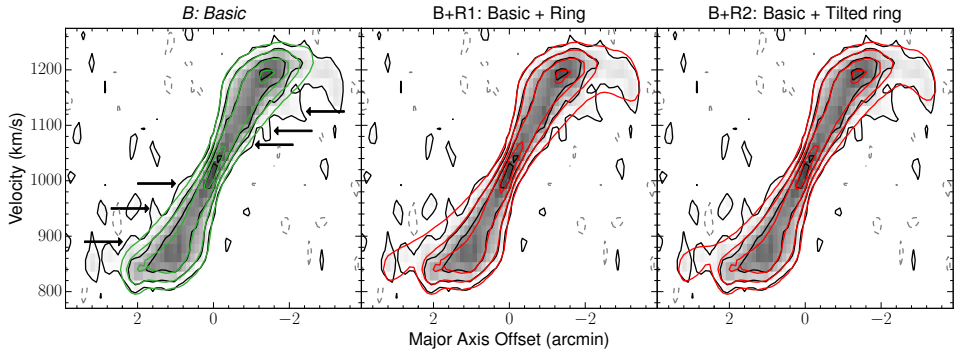 B: Basic
B+R1: Basic + Ring
B+R2: Basic + Tilted ring
Velocity (km/s)
1200
1100
1000
900
800
2 0 −2
2 0 −2
2 0 −2
Major Axis Offset (arcmin)